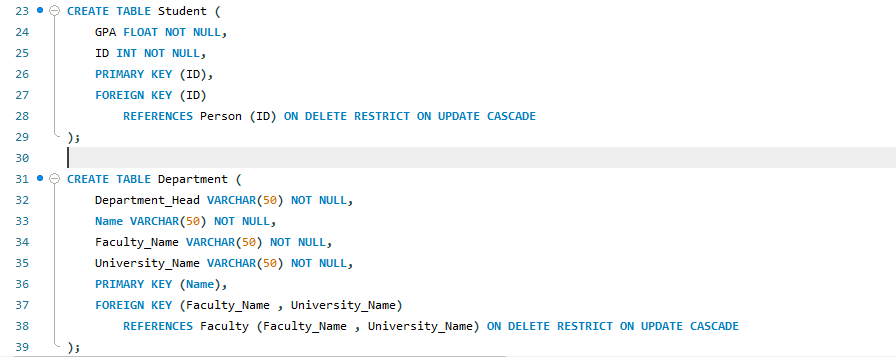 23 CREATE TABLE Student (
24 GPA FLOAT NOT NULL,
25 ID INT NOT NULL,
26 PRIMARY KEY (ID),
27 FOREIGN KEY (ID)
28 REFERENCES Person (ID) ON DELETE RESTRICT ON UPDATE CASCADE
29 );
30
31 CREATE TABLE Department (
32 Department_Head VARCHAR(50) NOT NULL,
33 Name VARCHAR(50) NOT NULL,
34 Faculty_Name VARCHAR(50) NOT NULL,
35 University_Name VARCHAR(50) NOT NULL,
36 PRIMARY KEY (Name),
37 FOREIGN KEY (Faculty_Name , University_Name)
38 REFERENCES Faculty (Faculty_Name , University_Name) ON DELETE RESTRICT ON UPDATE CASCADE
39 );